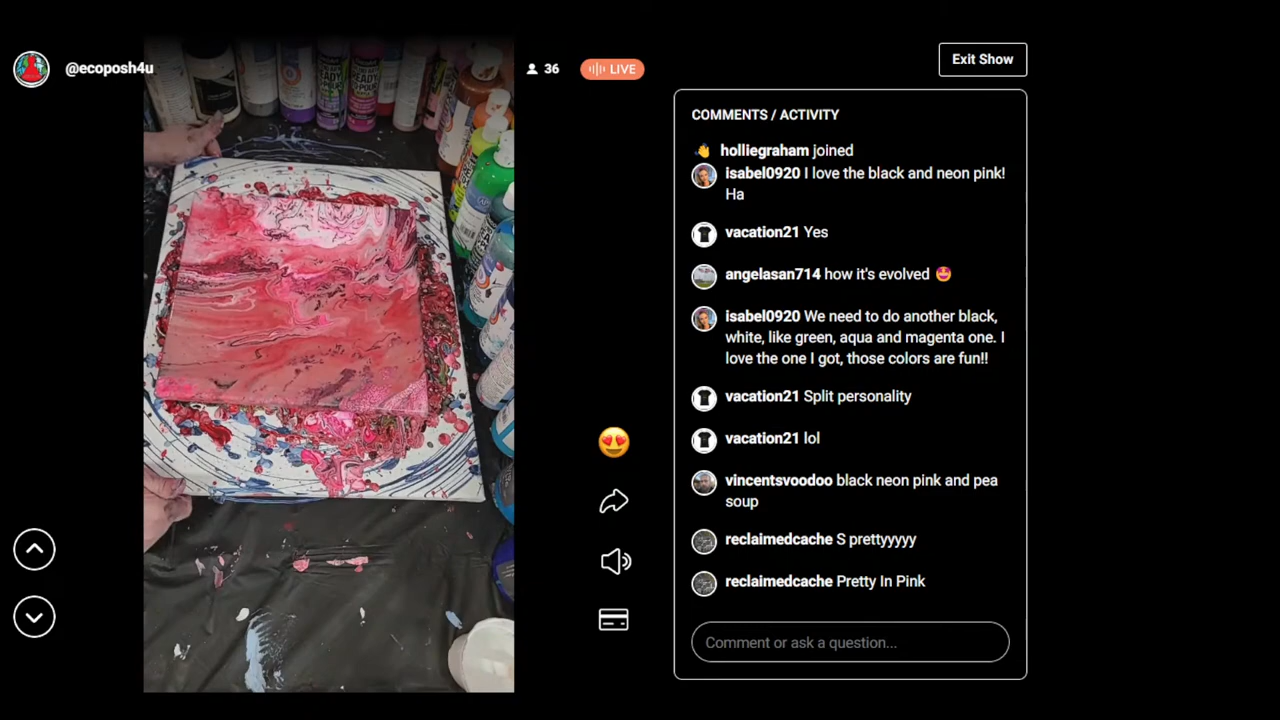 @ecoposh4u
36
LIVE
Exit Show
COMMENTS / ACTIVITY
👋 holliegraham joined
isabel0920 I love the black and neon pink!
Ha
vacation21 Yes
angelasan714 how it's evolved 🤩
isabel0920 We need to do another black,
white, like green, aqua and magenta one. I
love the one I got, those colors are fun!!
vacation21 Split personality
vacation21 lol
vincentsvoodoo black neon pink and pea
soup
reclaimedcache S prettyyyyy
reclaimedcache Pretty In Pink
Comment or ask a question...
READY
READY